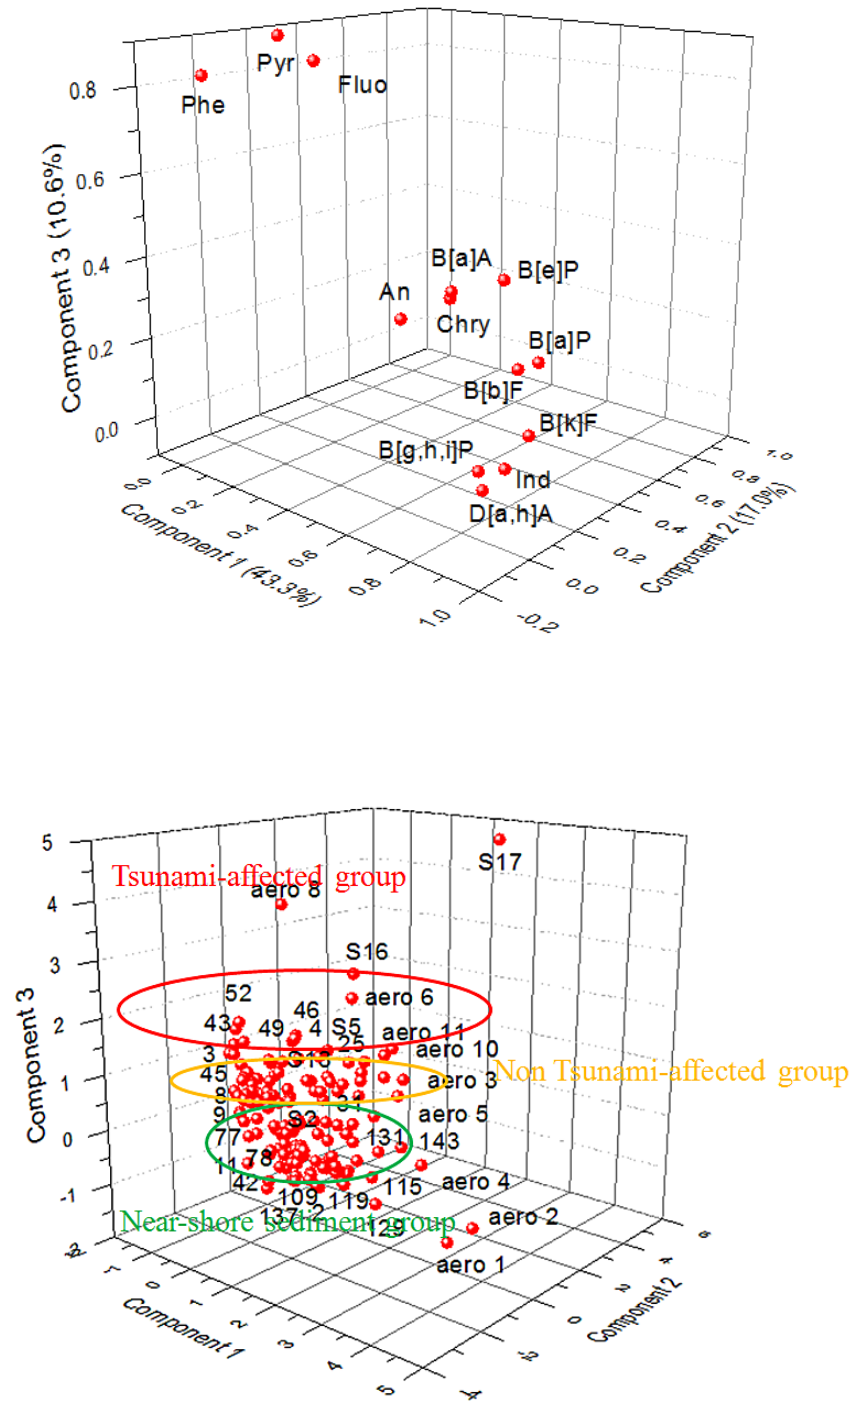 Pyr
Fluo
Phe
0.8
0.6
0.4
0.2
0.0
Component 3 (10.6%)
B[a]A
B[e]P
An
Chry
B[a]P
B[b]F
B[k]F
B[g,h,i]P
Ind
D[a,h]A
0.0
0.2
0.4
0.6
0.8
1.0
Component 1 (43.3%)
-0.2
0.0
0.2
0.4
0.6
0.8
1.0
Component 2 (17.0%)
5
4
3
2
1
0
-1
-2
Component 3
S17
Tsunami-affected group
aero 8
S16
aero 6
52
46
43
49
4
S5
aero 11
25
aero 10
3
S18
Non Tsunami-affected group
45
aero 3
8
31
9
S2
aero 5
77
131
143
78
11
42
115
aero 4
109
119
137
2
129
Near-shore sediment group
aero 2
aero 1
-2
-1
0
1
2
3
4
5
Component 1
-4
-2
0
2
4
6
Component 2